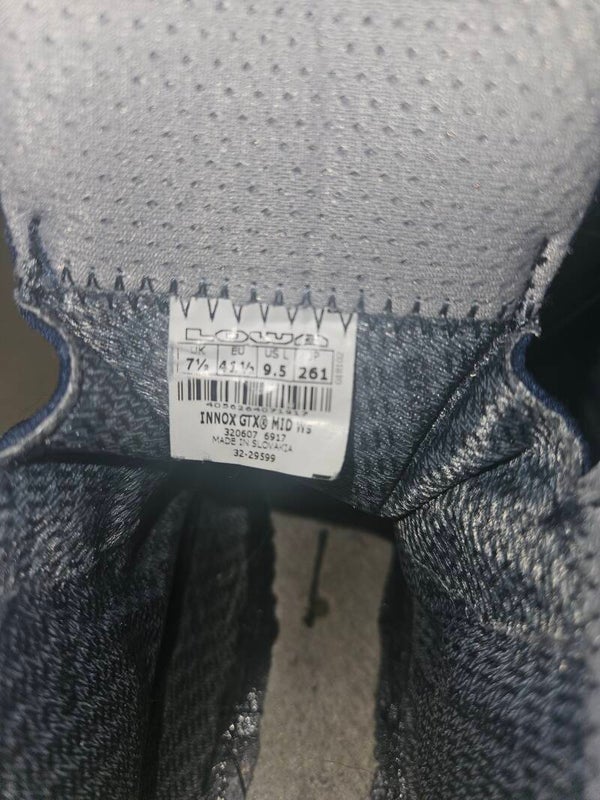 LOWA
UK EU US L JP
7½ 41½ 9.5 261
INNOX GTX® MID WS
320607 6917
MADE IN SLOVAKIA
32-29599